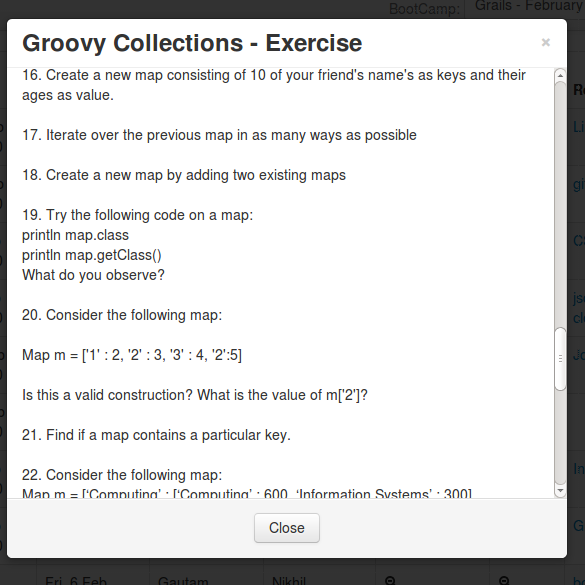 BootCamp: Grails - February
Groovy Collections - Exercise
×
16. Create a new map consisting of 10 of your friend's name's as keys and their
ages as value.
17. Iterate over the previous map in as many ways as possible
18. Create a new map by adding two existing maps
19. Try the following code on a map:
println map.class
println map.getClass()
What do you observe?
20. Consider the following map:
Map m = ['1' : 2, '2' : 3, '3' : 4, '2':5]
Is this a valid construction? What is the value of m['2']?
21. Find if a map contains a particular key.
22. Consider the following map:
Map m = [‘Computing’ : [‘Computing’ : 600, ‘Information Systems’ : 300]
Close
Fri, 6 Feb Gautam Nikhil